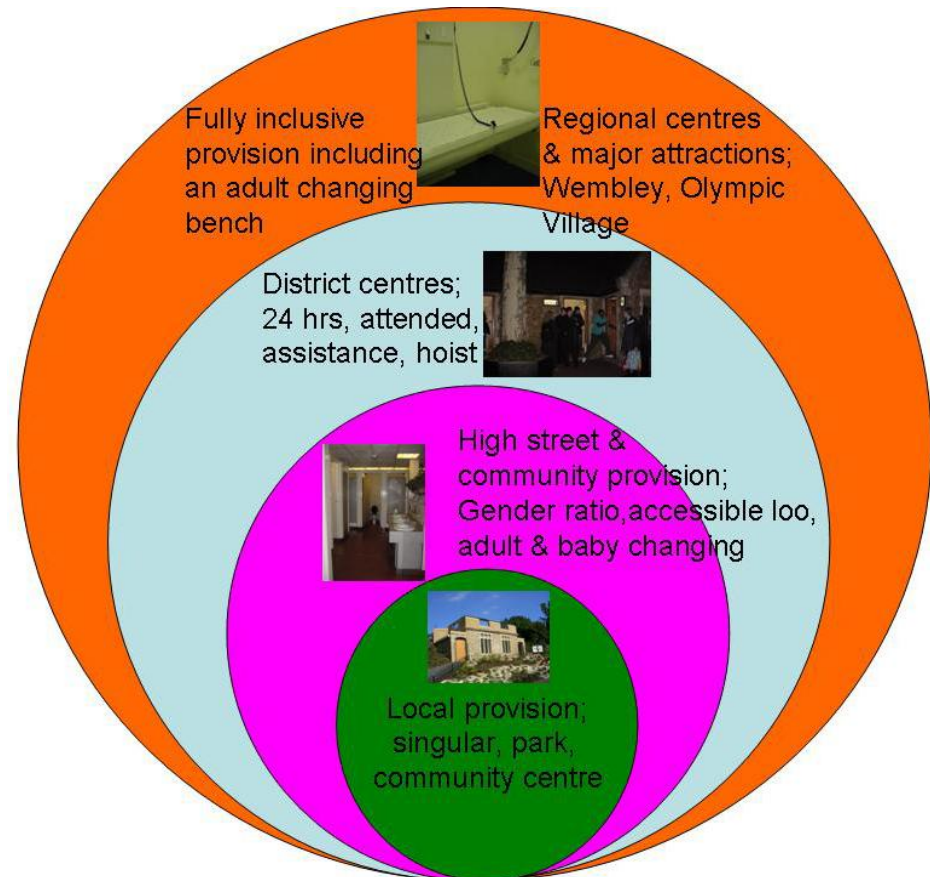 Fully inclusive
provision including
an adult changing
bench
Regional centres
& major attractions;
Wembley, Olympic
Village
District centres;
24 hrs, attended,
assistance, hoist
High street &
community provision;
Gender ratio,accessible loo,
adult & baby changing
Local provision;
singular, park,
community centre